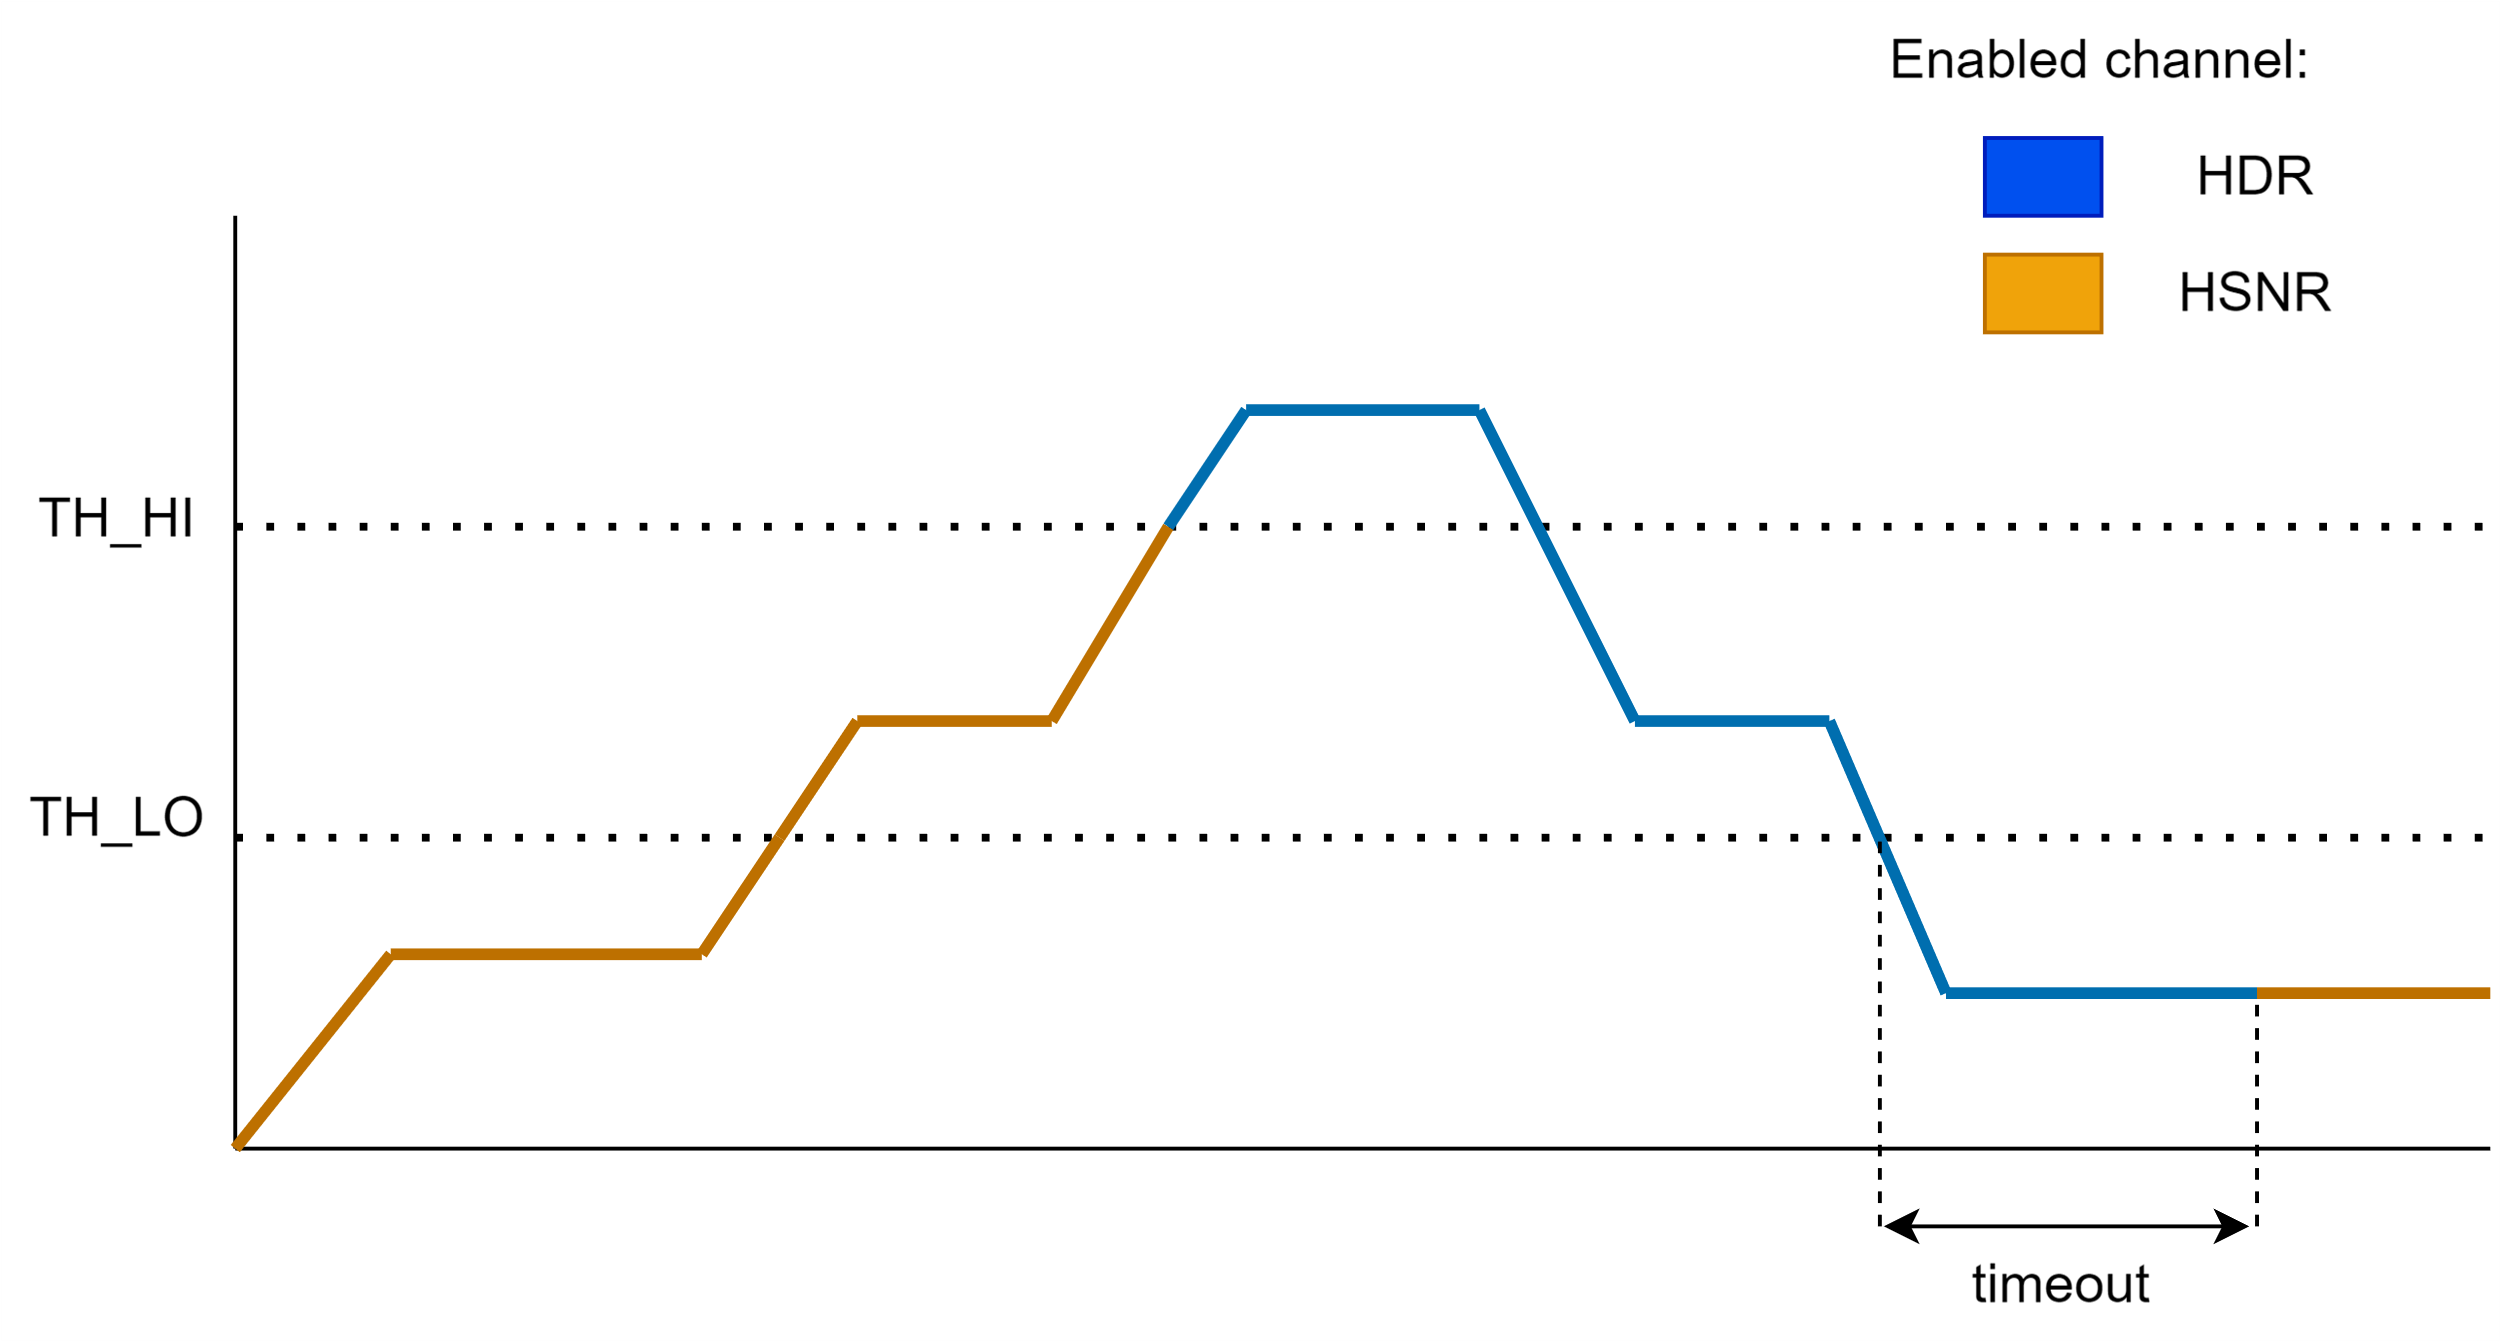 Enabled channel:
HDR
HSNR
TH_HI
TH_LO
timeout